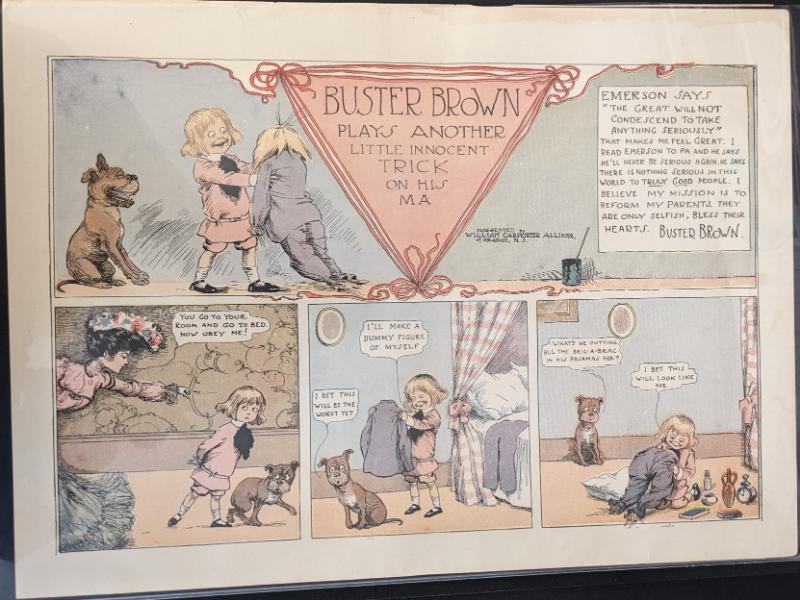 BUSTER BROWN
PLAYS ANOTHER
LITTLE INNOCENT
TRICK
ON HIS
MA
SUGGESTED BY
WILLIAM CARPENTER ALLISON,
OF ORANGE, N.J.
EMERSON SAYS
"THE GREAT WILL NOT
CONDESCEND TO TAKE
ANYTHING SERIOUSLY"
THAT MAKES ME FEEL GREAT. I
READ EMERSON TO PA AND HE SAYS
HE'LL NEVER BE SERIOUS AGAIN. HE SAYS
THERE IS NOTHING SERIOUS IN THIS
WORLD TO TRULY GOOD PEOPLE. I
BELIEVE MY MISSION IS TO
REFORM MY PARENTS. THEY
ARE ONLY SELFISH, BLESS THEIR
HEARTS. BUSTER BROWN.
YOU GO TO YOUR
ROOM AND GO TO BED.
NOW OBEY ME!
I'LL MAKE A
DUMMY FIGURE
OF MYSELF
I BET THIS
WILL BE THE
WORST YET
WHAT'S HE PUTTING
ALL THE BRIC-A-BRAC
IN HIS PAJAMAS FOR?
I BET THIS
WILL LOOK LIKE
ME